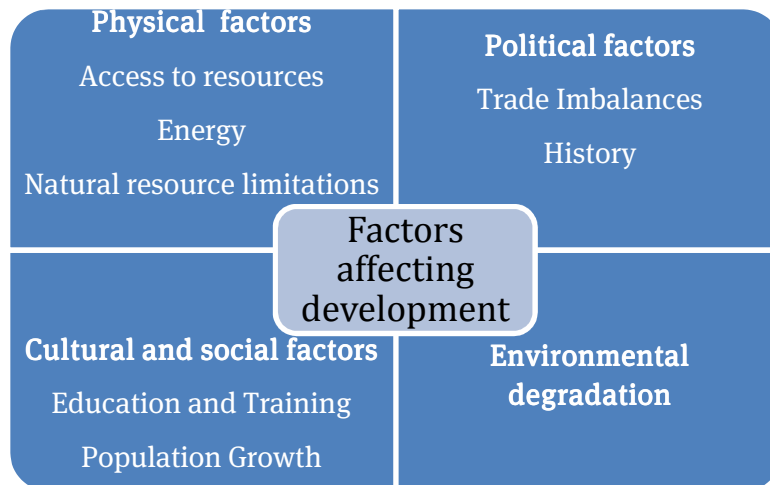 Physical factors
Access to resources
Energy
Natural resource limitations
Political factors
Trade Imbalances
History
Factors
affecting
development
Cultural and social factors
Education and Training
Population Growth
Environmental
degradation